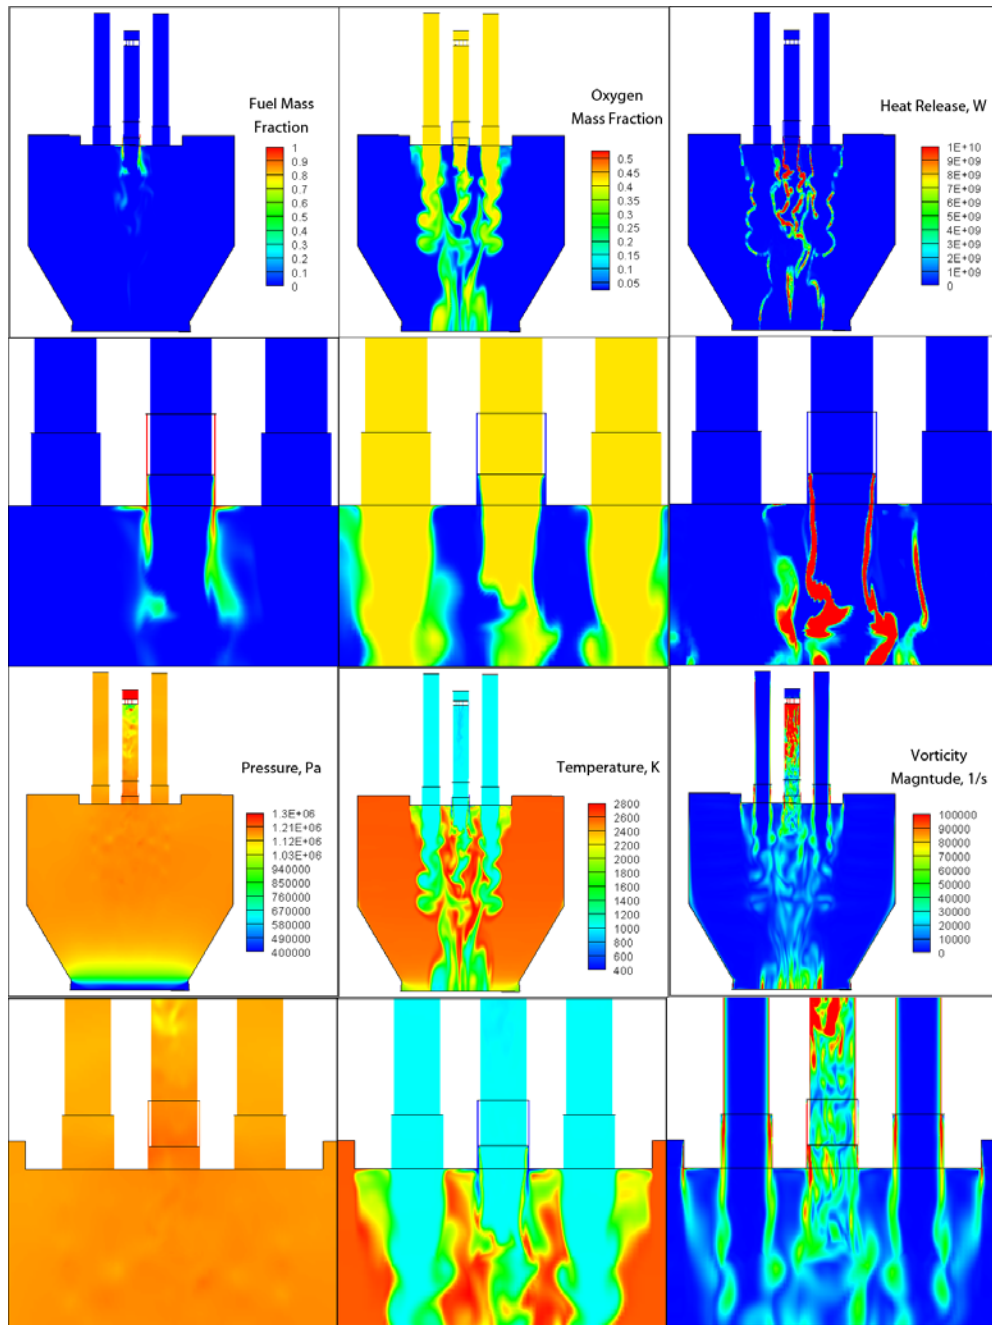 Fuel Mass
Fraction
1
0.9
0.8
0.7
0.6
0.5
0.4
0.3
0.2
0.1
0
Oxygen
Mass Fraction
0.5
0.45
0.4
0.35
0.3
0.25
0.2
0.15
0.1
0.05
Heat Release, W
1E+10
9E+09
8E+09
7E+09
6E+09
5E+09
4E+09
3E+09
2E+09
1E+09
0
Pressure, Pa
1.3E+06
1.21E+06
1.12E+06
1.03E+06
940000
850000
760000
670000
580000
490000
400000
Temperature, K
2800
2600
2400
2200
2000
1800
1600
1400
1200
1000
800
600
400
Vorticity
Magntude, 1/s
100000
90000
80000
70000
60000
50000
40000
30000
20000
10000
0